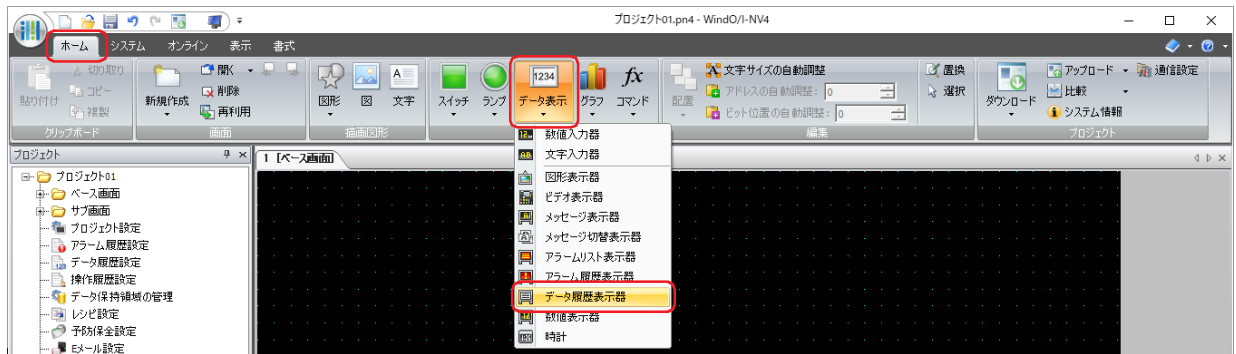 プロジェクト01.pn4 - WindO/I-NV4
ホーム システム オンライン 表示 書式
貼り付け
切り取り
コピー
複製
クリップボード
新規作成
開く
削除
再利用
画面
図形
図
文字
描画図形
スイッチ
ランプ
1234
データ表示
グラフ
fx
コマンド
配置
文字サイズの自動調整
アドレスの自動調整: 0
ビット位置の自動調整: 0
置換
選択
編集
ダウンロード
アップロード
比較
システム情報
通信設定
プロジェクト
プロジェクト
プロジェクト01
ベース画面
サブ画面
プロジェクト設定
アラーム履歴設定
データ履歴設定
操作履歴設定
データ保持領域の管理
レシピ設定
予防保全設定
Eメール設定
1 [ベース画面]
数値入力器
文字入力器
図形表示器
ビデオ表示器
メッセージ表示器
メッセージ切替表示器
アラームリスト表示器
アラーム履歴表示器
データ履歴表示器
数値表示器
時計